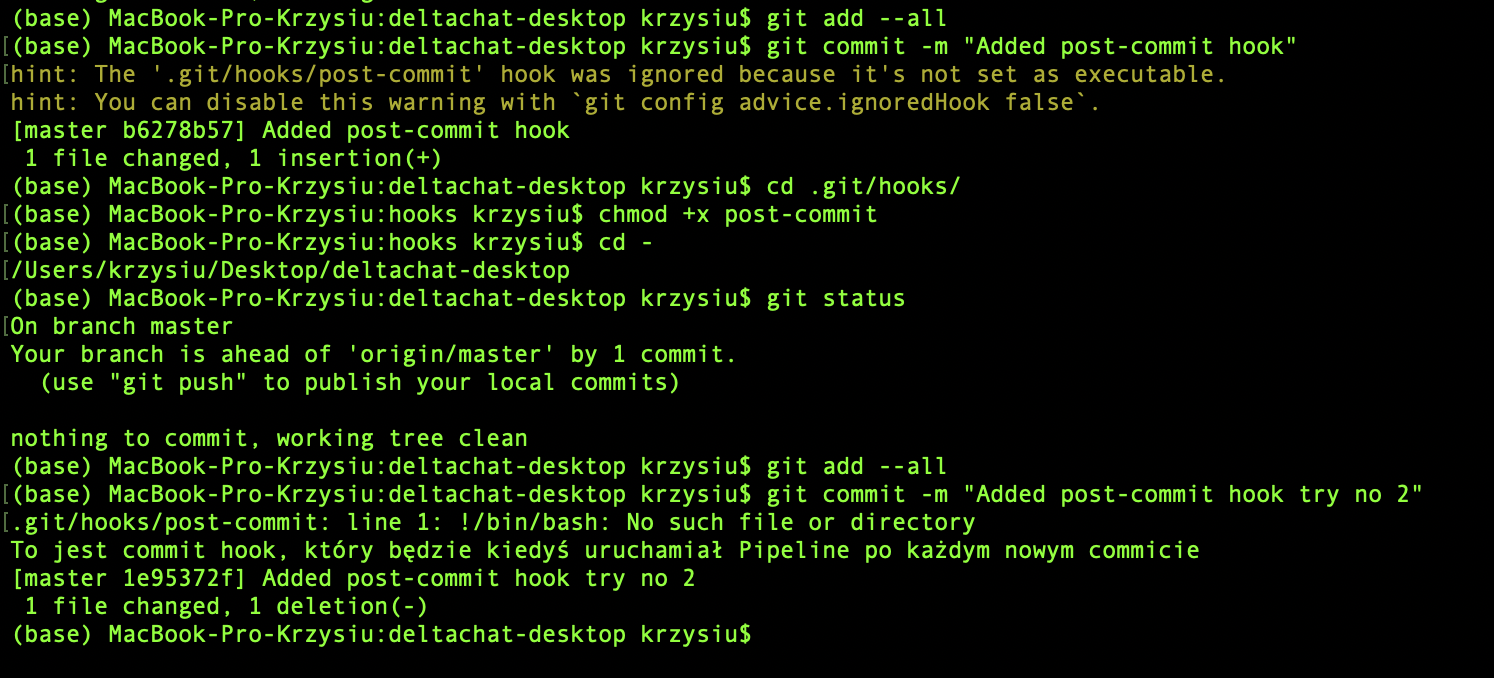 (base) MacBook-Pro-Krzysiu:deltachat-desktop krzysiu$ git add --all
[(base) MacBook-Pro-Krzysiu:deltachat-desktop krzysiu$ git commit -m "Added post-commit hook"
[hint: The '.git/hooks/post-commit' hook was ignored because it's not set as executable.
hint: You can disable this warning with `git config advice.ignoredHook false`.
[master b6278b57] Added post-commit hook
 1 file changed, 1 insertion(+)
(base) MacBook-Pro-Krzysiu:deltachat-desktop krzysiu$ cd .git/hooks/
[(base) MacBook-Pro-Krzysiu:hooks krzysiu$ chmod +x post-commit
[(base) MacBook-Pro-Krzysiu:hooks krzysiu$ cd -
[/Users/krzysiu/Desktop/deltachat-desktop
(base) MacBook-Pro-Krzysiu:deltachat-desktop krzysiu$ git status
[On branch master
Your branch is ahead of 'origin/master' by 1 commit.
  (use "git push" to publish your local commits)

nothing to commit, working tree clean
(base) MacBook-Pro-Krzysiu:deltachat-desktop krzysiu$ git add --all
[(base) MacBook-Pro-Krzysiu:deltachat-desktop krzysiu$ git commit -m "Added post-commit hook try no 2"
[.git/hooks/post-commit: line 1: !/bin/bash: No such file or directory
To jest commit hook, który będzie kiedyś uruchamiał Pipeline po każdym nowym commicie
[master 1e95372f] Added post-commit hook try no 2
 1 file changed, 1 deletion(-)
(base) MacBook-Pro-Krzysiu:deltachat-desktop krzysiu$